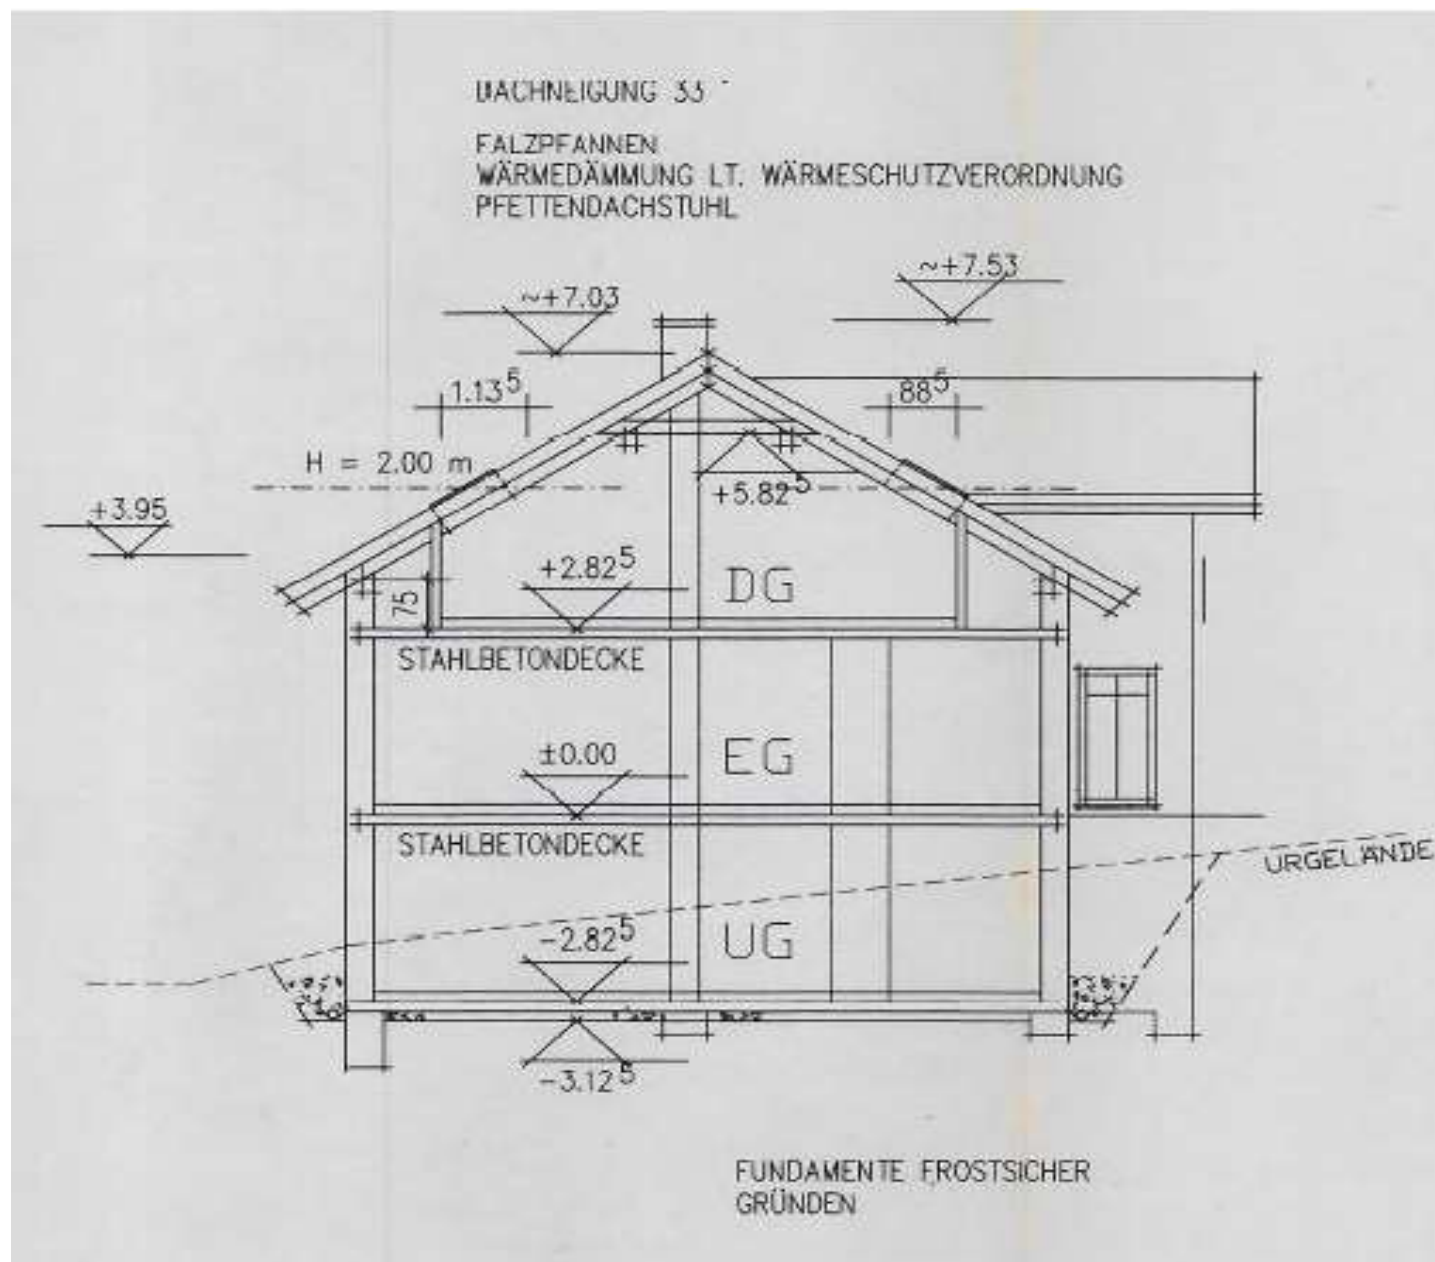 DACHNEIGUNG 33 °
FALZPFANNEN
WÄRMEDÄMMUNG LT. WÄRMESCHUTZVERORDNUNG
PFETTENDACHSTUHL
~+7.53
~+7.03
1.13⁵
88⁵
H = 2.00 m
+5.82⁵
+3.95
+2.82⁵
DG
75
STAHLBETONDECKE
±0.00
EG
STAHLBETONDECKE
URGELÄNDE
-2.82⁵
UG
-3.12⁵
FUNDAMENTE FROSTSICHER
GRÜNDEN